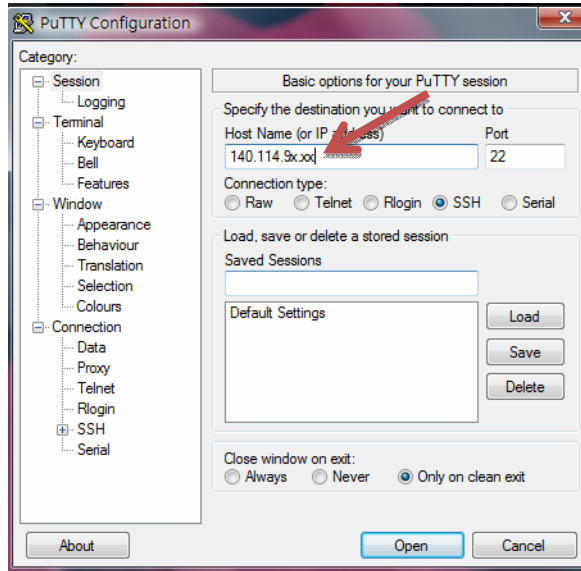 PuTTY Configuration
Category:
Session
Logging
Terminal
Keyboard
Bell
Features
Window
Appearance
Behaviour
Translation
Selection
Colours
Connection
Data
Proxy
Telnet
Rlogin
SSH
Serial
Basic options for your PuTTY session
Specify the destination you want to connect to
Host Name (or IP address) Port
140.114.9x.xx 22
Connection type:
Raw Telnet Rlogin SSH Serial
Load, save or delete a stored session
Saved Sessions
Default Settings
Load
Save
Delete
Close window on exit:
Always Never Only on clean exit
About Open Cancel